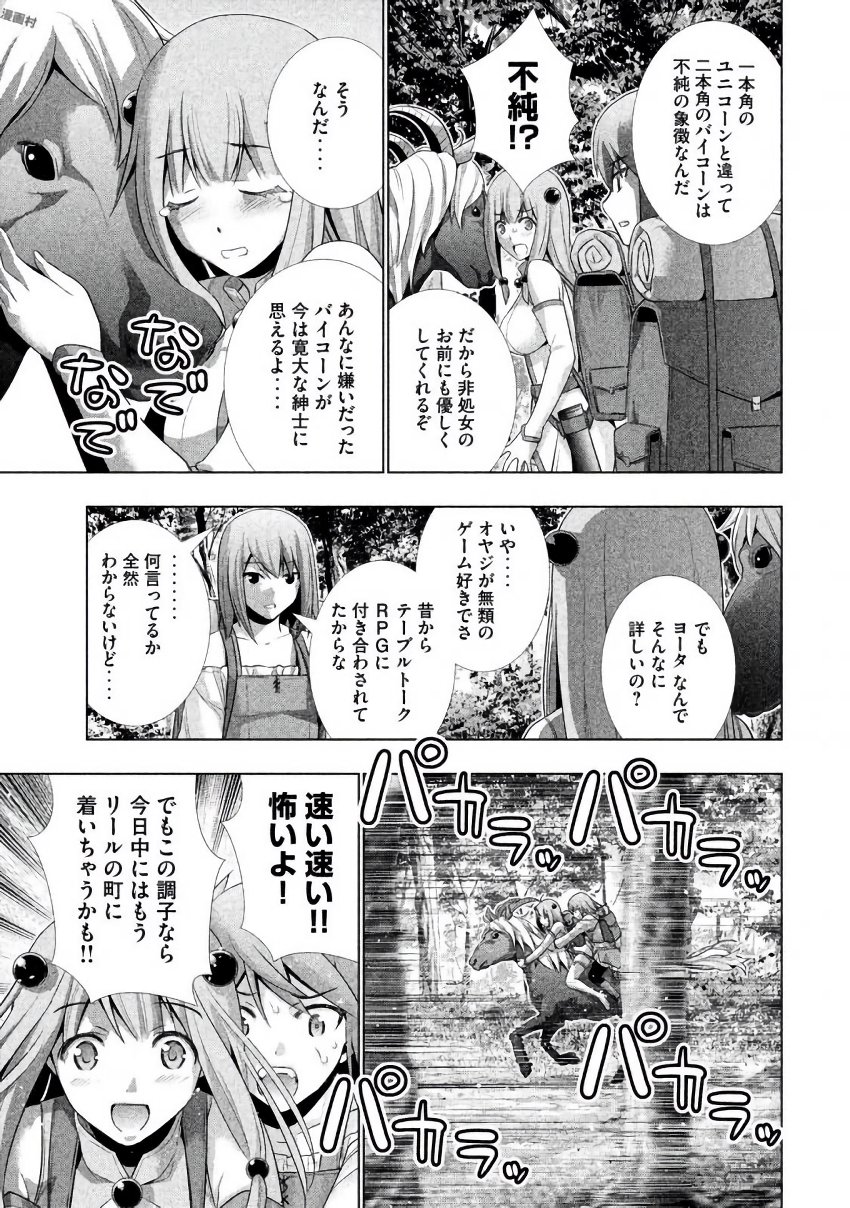 一本角の
ユニコーンと違って
二本角のバイコーンは
不純の象徴なんだ
不純!?
だから非処女の
お前にも優しく
してくれるぞ
そう
なんだ‥‥
あんなに嫌いだった
バイコーンが
今は寛大な紳士に
思えるよ‥‥
なで
なで
でも
ヨータ なんで
そんなに
詳しいの?
いや‥‥
オヤジが無類の
ゲーム好きでさ
昔から
テーブルトーク
RPGに
付き合わされて
たからな
‥‥‥‥
何言ってるか
全然
わからないけど‥‥
パカラッ
パカラッ
パカラッ
パカラッ
速い速い!!
怖いよ!
でもこの調子なら
今日中にはもう
リールの町に
着いちゃうかも!!
漫画村